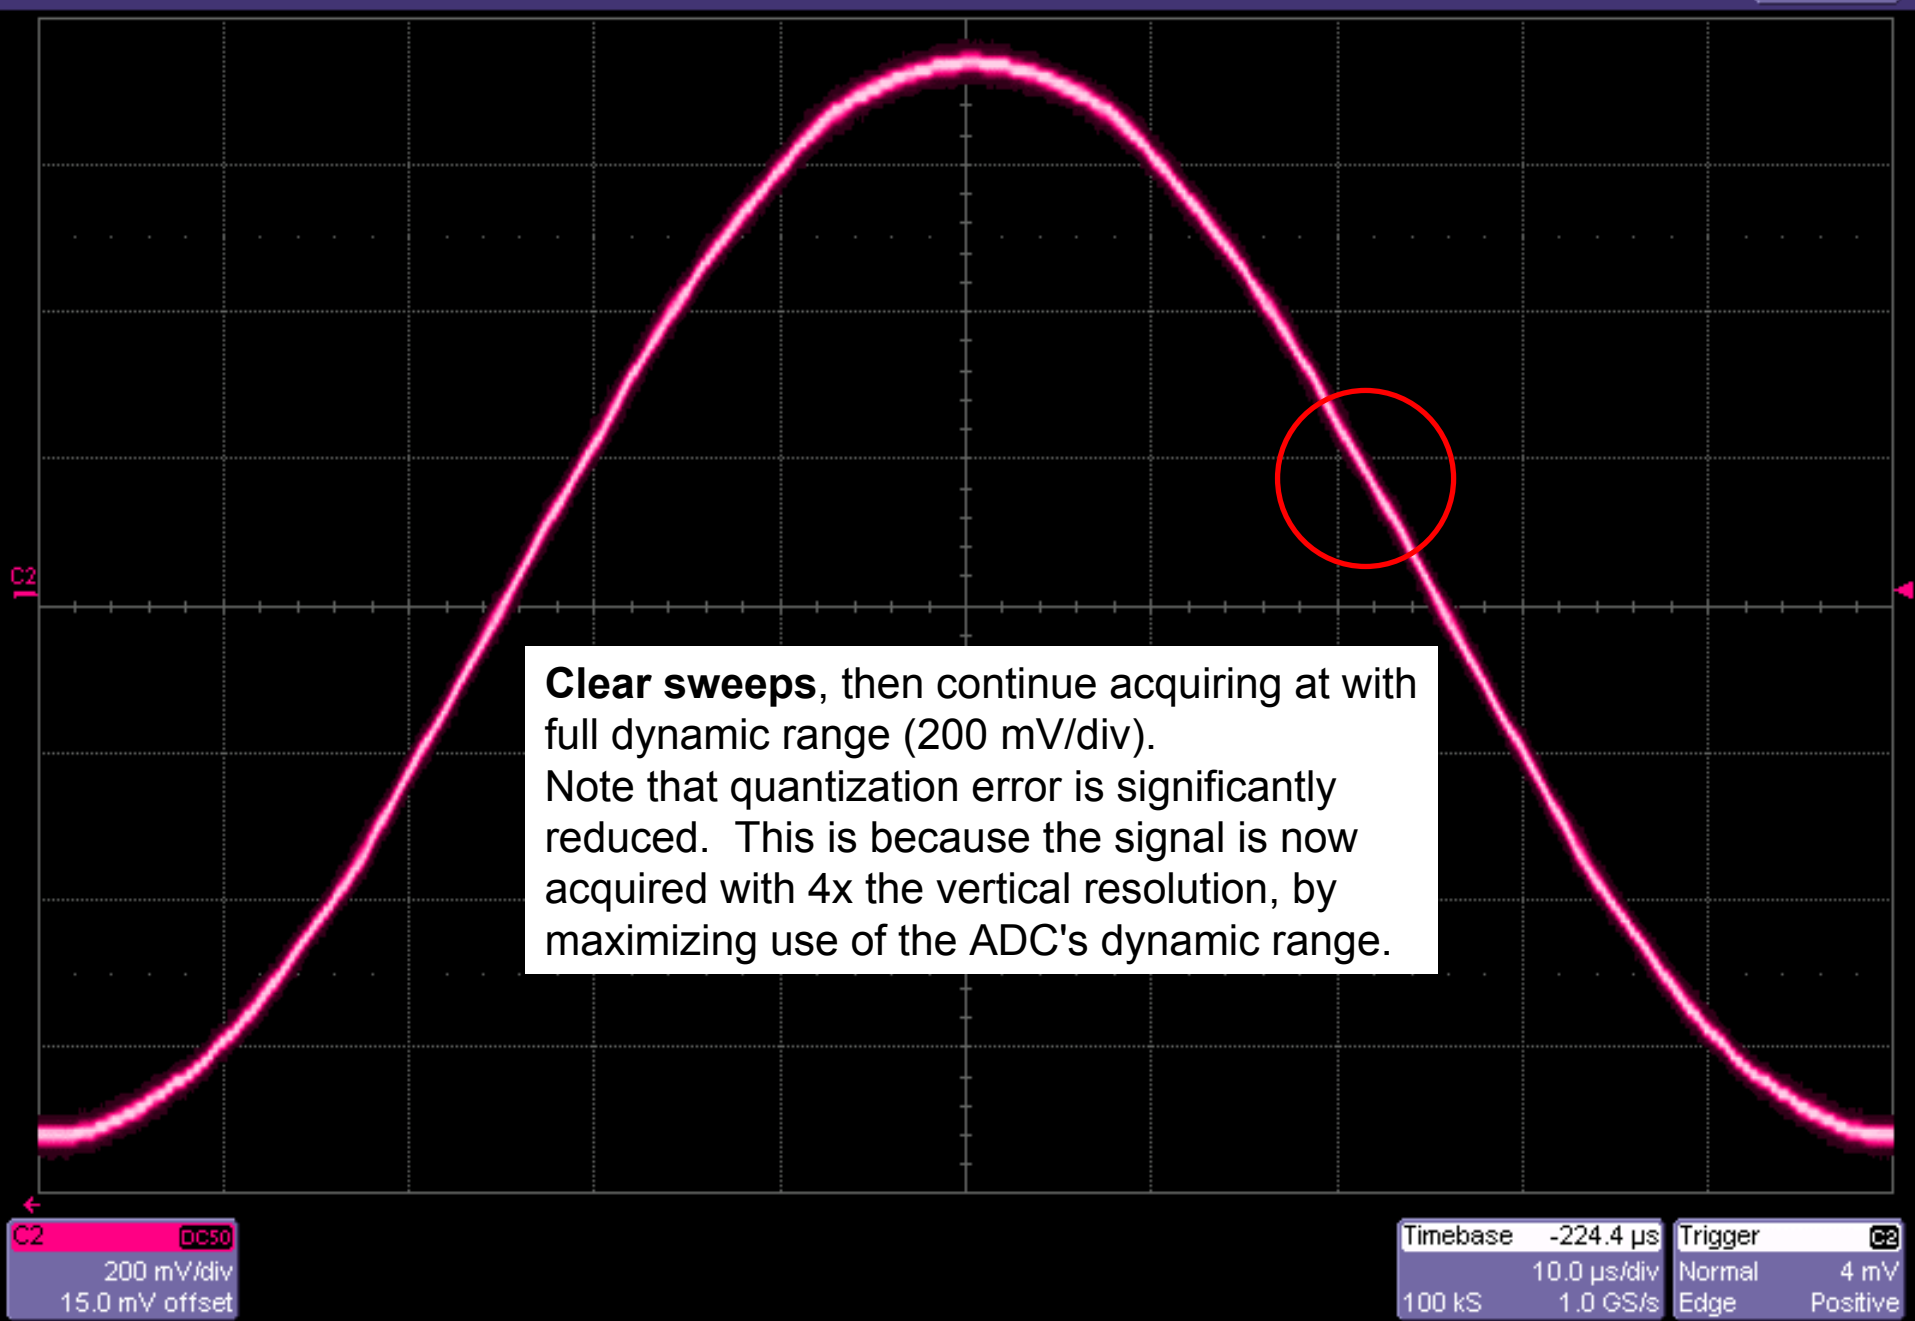 C2
Clear sweeps, then continue acquiring at with
full dynamic range (200 mV/div).
Note that quantization error is significantly
reduced.  This is because the signal is now
acquired with 4x the vertical resolution, by
maximizing use of the ADC's dynamic range.
C2 DC50
200 mV/div
15.0 mV offset
Timebase -224.4 µs
10.0 µs/div
100 kS 1.0 GS/s
Trigger C2
Normal 4 mV
Edge Positive